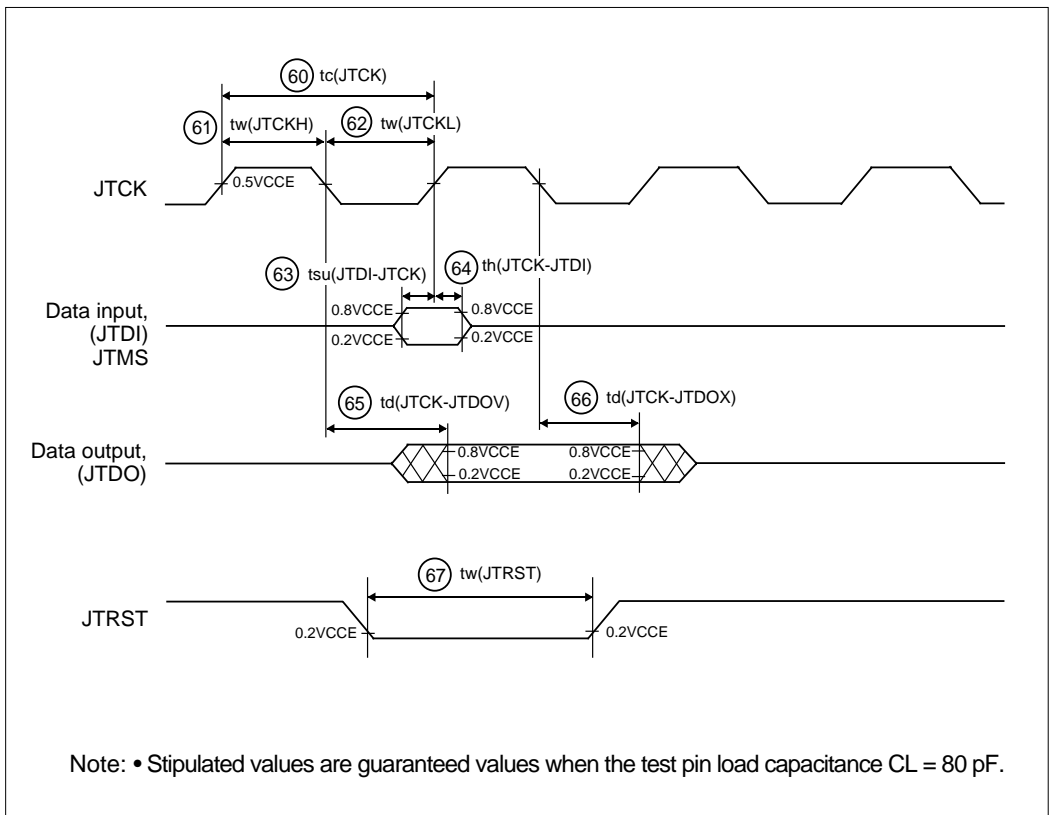 60 tc(JTCK)
61 tw(JTCKH) 62 tw(JTCKL)
JTCK 0.5VCCE
63 tsu(JTDI-JTCK) 64 th(JTCK-JTDI)
Data input,
(JTDI)
JTMS
0.8VCCE 0.8VCCE
0.2VCCE 0.2VCCE
65 td(JTCK-JTDOV) 66 td(JTCK-JTDOX)
Data output,
(JTDO)
0.8VCCE 0.8VCCE
0.2VCCE 0.2VCCE
67 tw(JTRST)
JTRST
0.2VCCE 0.2VCCE
Note: • Stipulated values are guaranteed values when the test pin load capacitance CL = 80 pF.